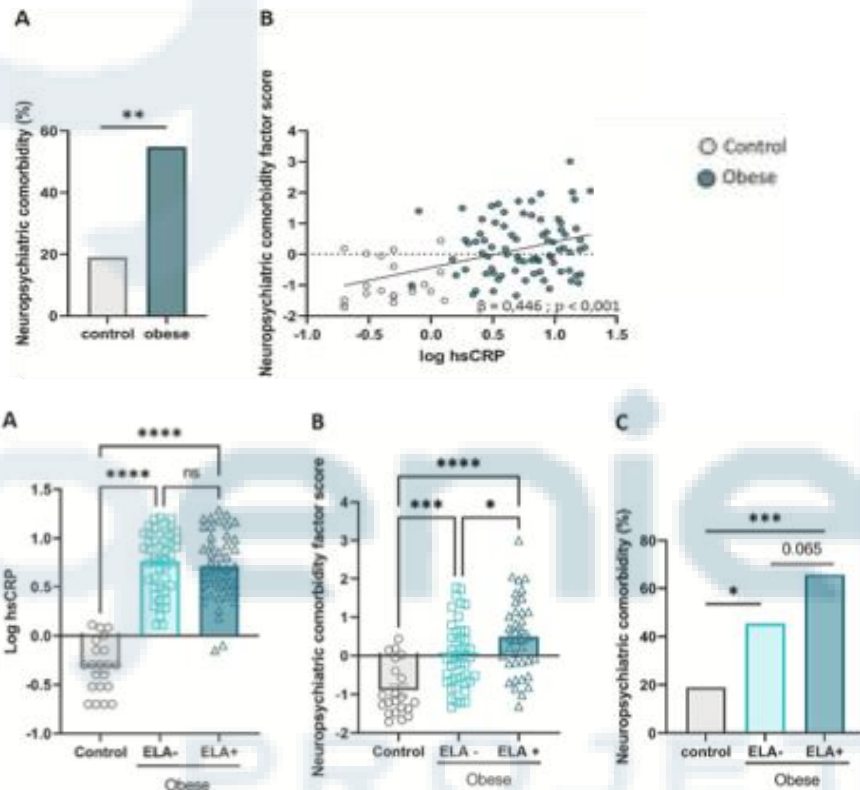 A
B
Neuropsychiatric comorbidity (%)
60
40
20
0
**
control obese
Neuropsychiatric comorbidity factor score
4
3
2
1
0
-1
-2
β = 0,446 ; p < 0,001
-1.0 -0.5 0.0 0.5 1.0 1.5
log hsCRP
Control
Obese
A
Log hsCRP
1.5
1.0
0.5
0.0
-0.5
-1.0
****
**** ns
Control ELA- ELA+
Obese
B
Neuropsychiatric comorbidity factor score
4
3
2
1
0
-1
-2
****
*** *
Control ELA - ELA +
Obese
C
Neuropsychiatric comorbidity (%)
80
60
40
20
0
***
0.065
*
control ELA- ELA+
Obese